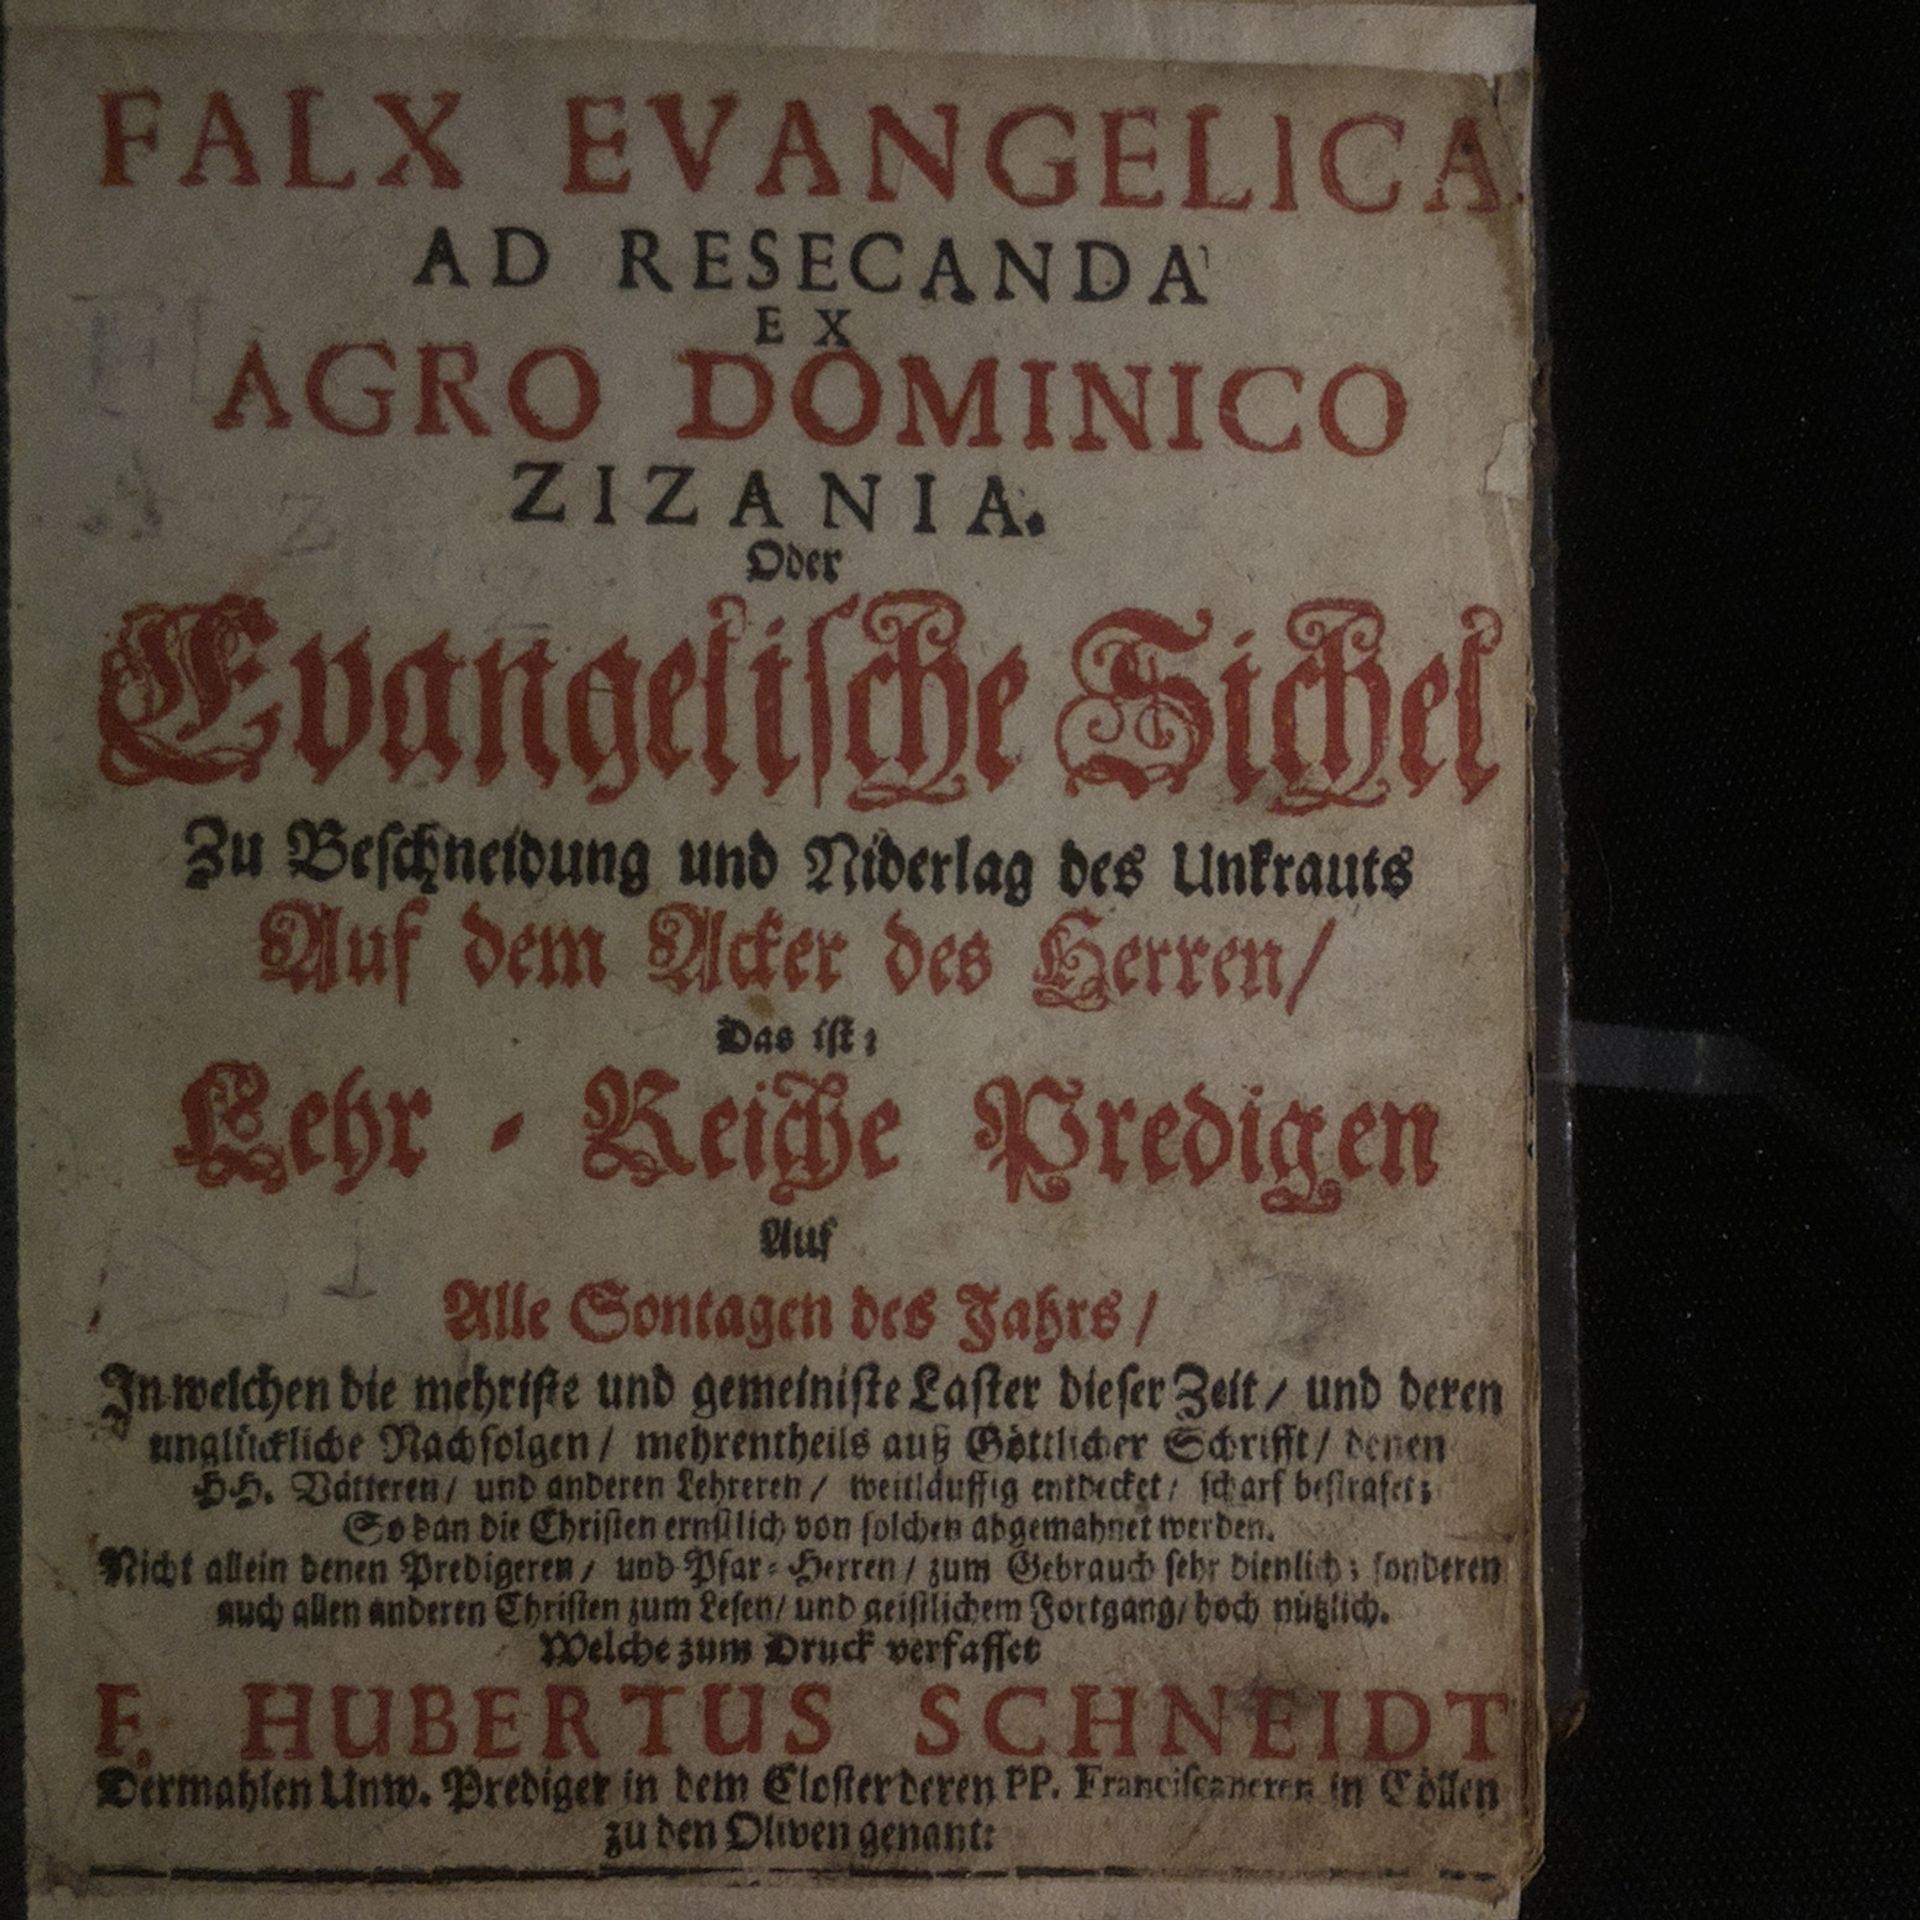 FALX EVANGELICA.
AD RESECANDA
EX
AGRO DOMINICO
ZIZANIA.
Oder
Evangelische Sichel
Zu Beschneidung und Niderlag des Unkrauts
Auf dem Acker des Herren/
Das ist:
Lehr - Reiche Predigen
Auf
Alle Sontagen des Jahrs/
In welchen die mehriste und gemeiniste Laster dieser Zeit/ und deren
unglückliche Nachfolgen/ mehrentheils auß Göttlicher Schrifft/ denen
HH. Vätteren/ und anderen Lehreren/ weitläuffig entdecket/ scharf bestrafet;
So dan die Christen ernstlich von solchen abgemahnet werden.
Nicht allein denen Predigeren/ und Pfar-Herren/ zum Gebrauch sehr dienlich; sonderen
auch allen anderen Christen zum Lesen/ und geistlichem Fortgang/ hoch nützlich.
Welche zum Druck verfasset
F. HUBERTUS SCHNEIDT
Dermahlen Unw. Prediger in dem Closter deren PP. Franciscaneren in Cöllen
zu den Oliven genant: